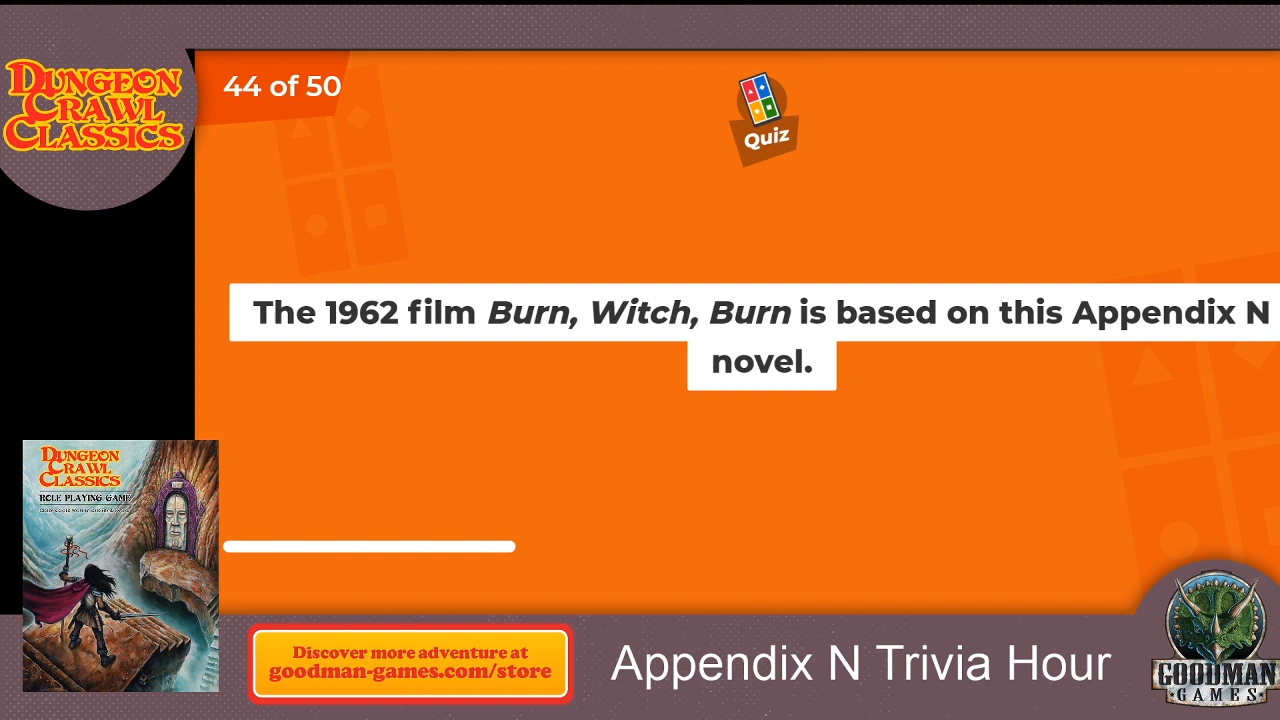 DUNGEON
CRAWL
CLASSICS
44 of 50
Quiz
The 1962 film Burn, Witch, Burn is based on this Appendix N
novel.
DUNGEON
CRAWL
CLASSICS
ROLE PLAYING GAME
Discover more adventure at
goodman-games.com/store
Appendix N Trivia Hour
GOODMAN
GAMES